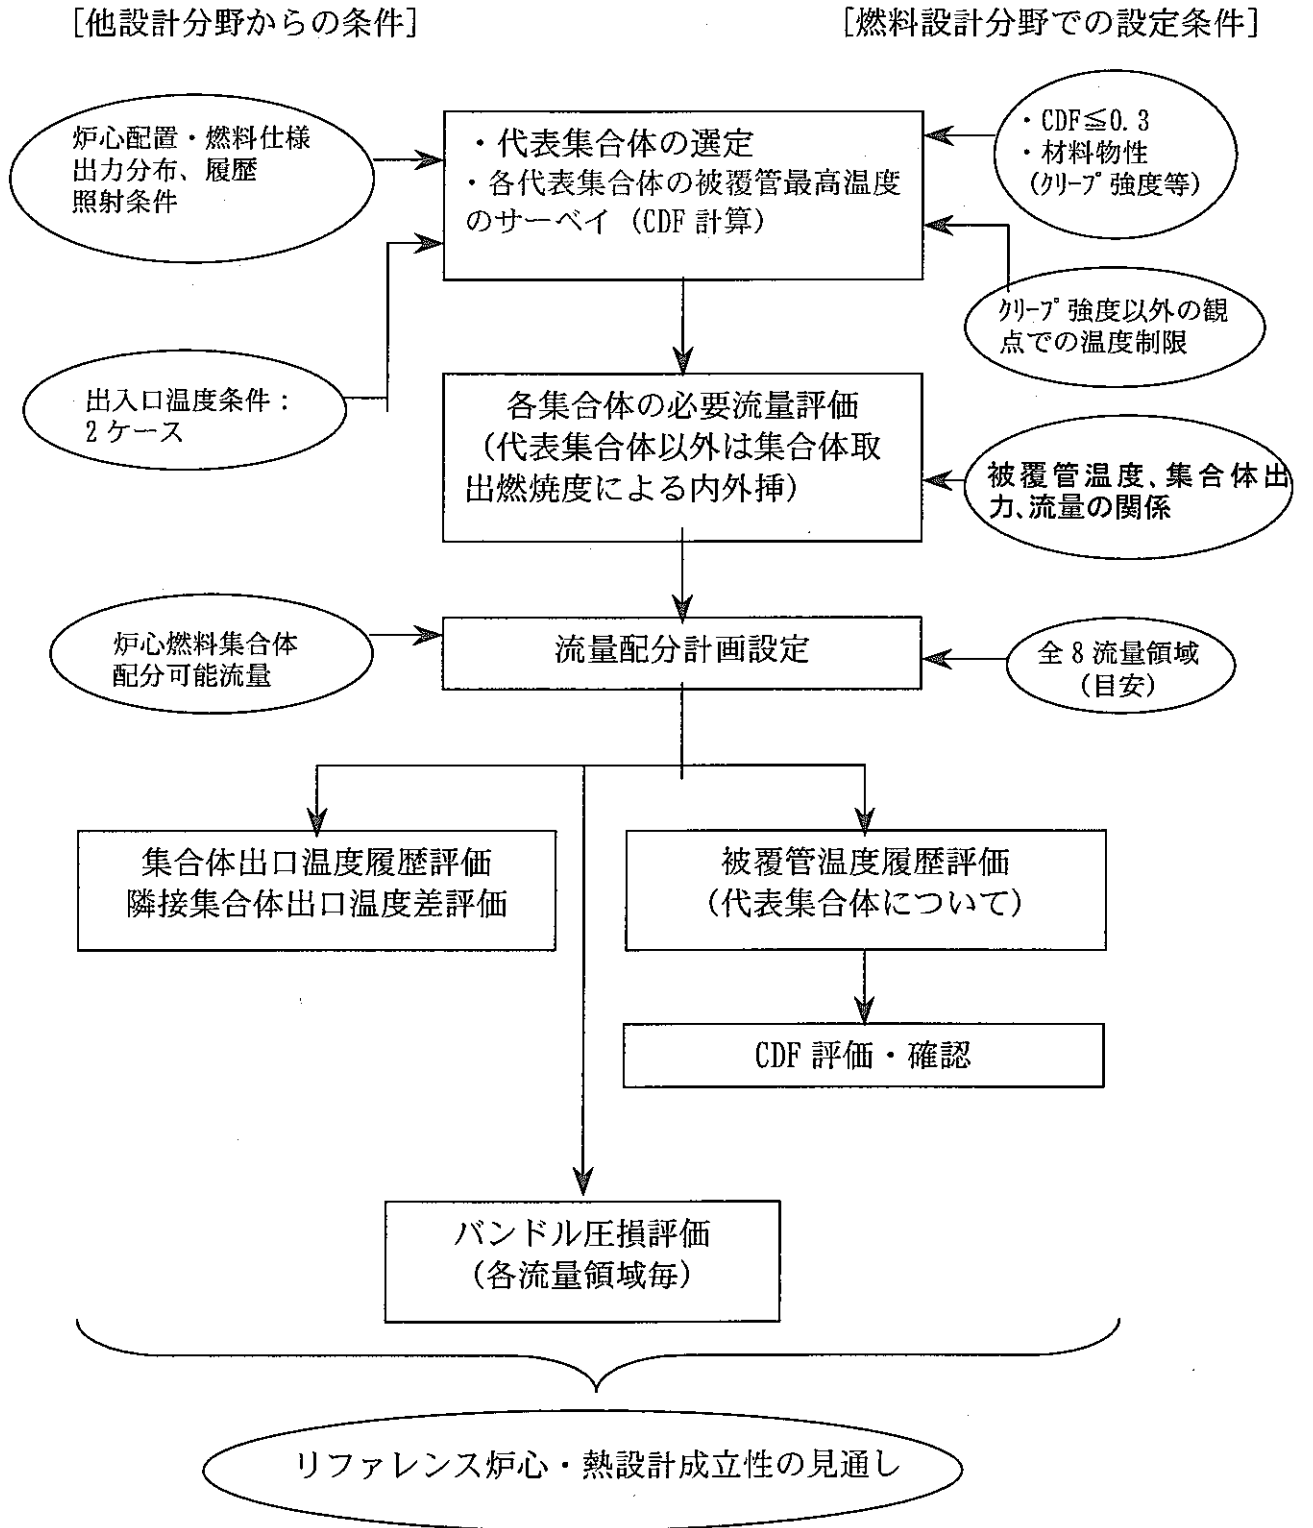 [他設計分野からの条件]
[燃料設計分野での設定条件]
炉心配置・燃料仕様
出力分布、履歴
照射条件
・代表集合体の選定
・各代表集合体の被覆管最高温度
のサーベイ（CDF 計算）
・CDF≦0.3
・材料物性
（ｸﾘｰﾌﾟ強度等）
ｸﾘｰﾌﾟ強度以外の観
点での温度制限
出入口温度条件：
2 ケース
各集合体の必要流量評価
（代表集合体以外は集合体取
出燃焼度による内外挿）
被覆管温度、集合体出
力、流量の関係
炉心燃料集合体
配分可能流量
流量配分計画設定
全 8 流量領域
（目安）
集合体出口温度履歴評価
隣接集合体出口温度差評価
被覆管温度履歴評価
（代表集合体について）
CDF 評価・確認
バンドル圧損評価
（各流量領域毎）
リファレンス炉心・熱設計成立性の見通し